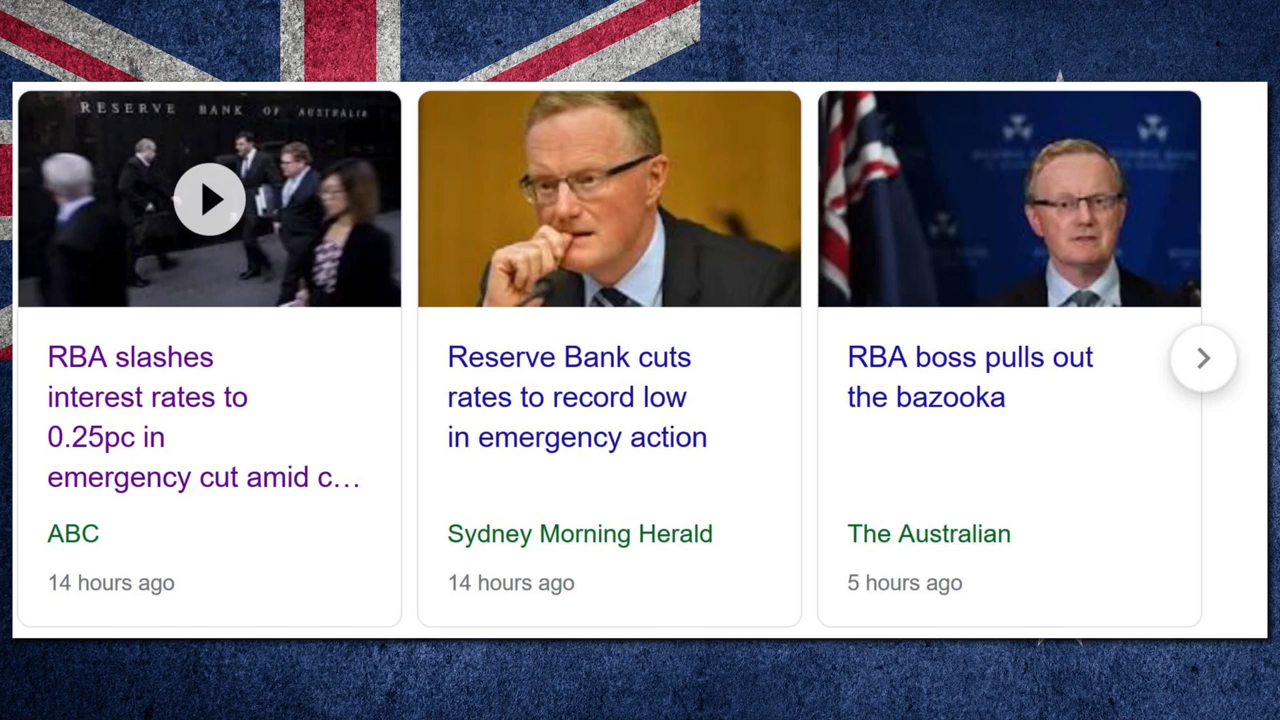 RESERVE BANK OF AUSTRALIA
RBA slashes
interest rates to
0.25pc in
emergency cut amid c...
ABC
14 hours ago
Reserve Bank cuts
rates to record low
in emergency action
Sydney Morning Herald
14 hours ago
RBA boss pulls out
the bazooka
The Australian
5 hours ago